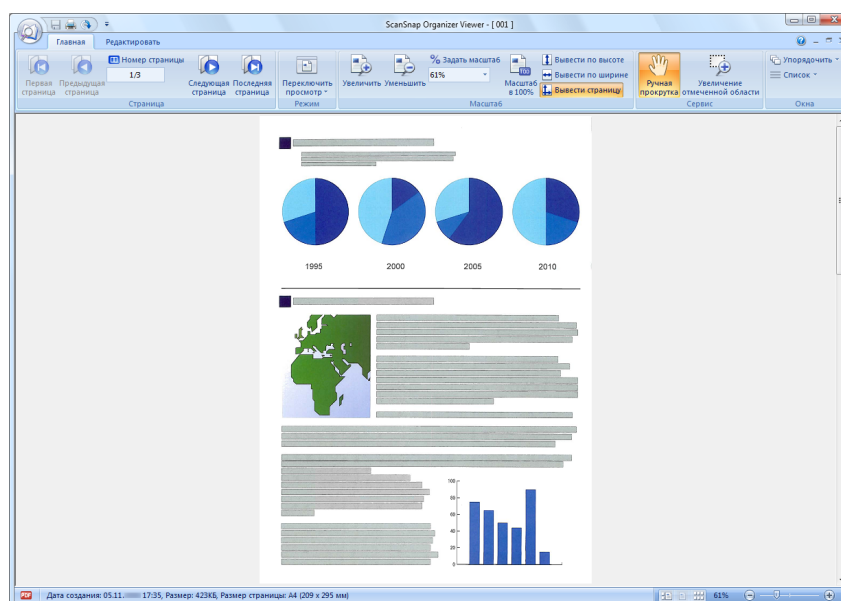 ScanSnap Organizer Viewer - [ 001 ]
Главная Редактировать
Первая страница
Предыдущая страница
Номер страницы
1/3
Следующая страница
Последняя страница
Страница
Переключить просмотр
Режим
Увеличить
Уменьшить
% Задать масштаб
61%
Масштаб в 100%
Вывести по высоте
Вывести по ширине
Вывести страницу
Масштаб
Ручная прокрутка
Увеличение отмеченной области
Сервис
Упорядочить
Список
Окна
1995 2000 2005 2010
100
80
60
40
20
0
PDF Дата создания: 05.11. 17:35, Размер: 423КБ, Размер страницы: A4 (209 x 295 мм) 61%